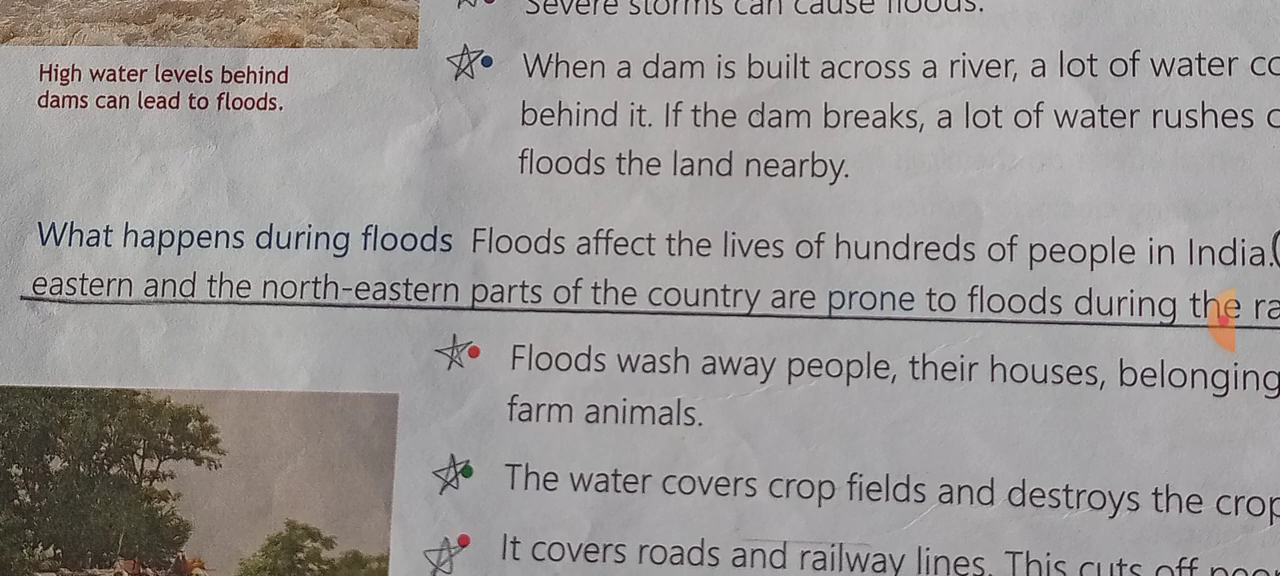 Severe storms can cause floods.
High water levels behind
dams can lead to floods.
When a dam is built across a river, a lot of water
behind it. If the dam breaks, a lot of water rushes
floods the land nearby.
What happens during floods Floods affect the lives of hundreds of people in India.
eastern and the north-eastern parts of the country are prone to floods during the
Floods wash away people, their houses, belonging
farm animals.
The water covers crop fields and destroys the crop
It covers roads and railway lines. This cuts off